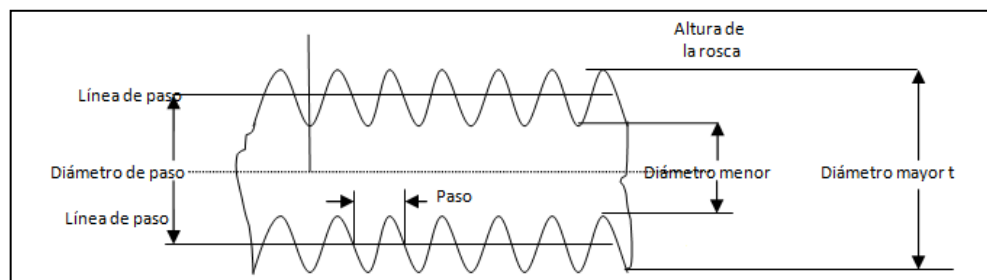 Altura de
la rosca
Línea de paso
Diámetro de paso
Diámetro menor
Diámetro mayor t
Paso
Línea de paso